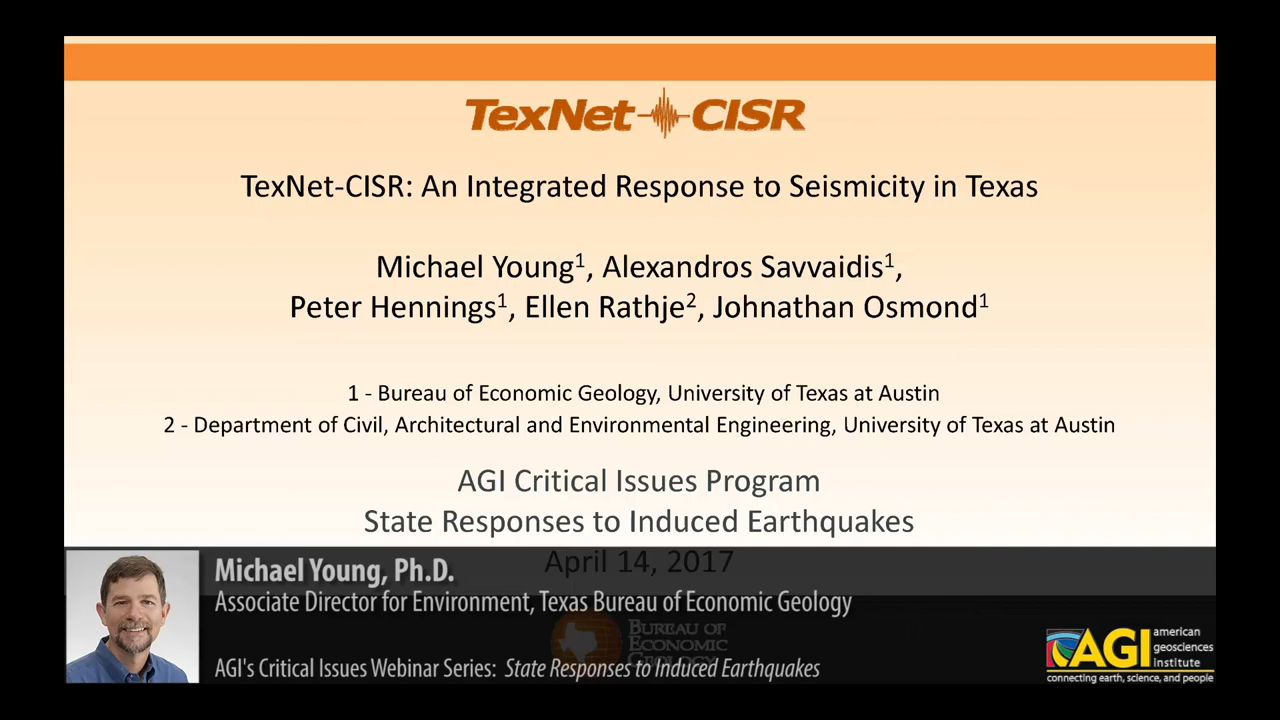 TexNet CISR
TexNet-CISR: An Integrated Response to Seismicity in Texas
Michael Young1, Alexandros Savvaidis1,
Peter Hennings1, Ellen Rathje2, Johnathan Osmond1
1 - Bureau of Economic Geology, University of Texas at Austin
2 - Department of Civil, Architectural and Environmental Engineering, University of Texas at Austin
AGI Critical Issues Program
State Responses to Induced Earthquakes
April 14, 2017
Michael Young, Ph.D.
Associate Director for Environment, Texas Bureau of Economic Geology
BUREAU OF
ECONOMIC
GEOLOGY
AGI's Critical Issues Webinar Series: State Responses to Induced Earthquakes
AGI
american
geosciences
institute
connecting earth, science, and people